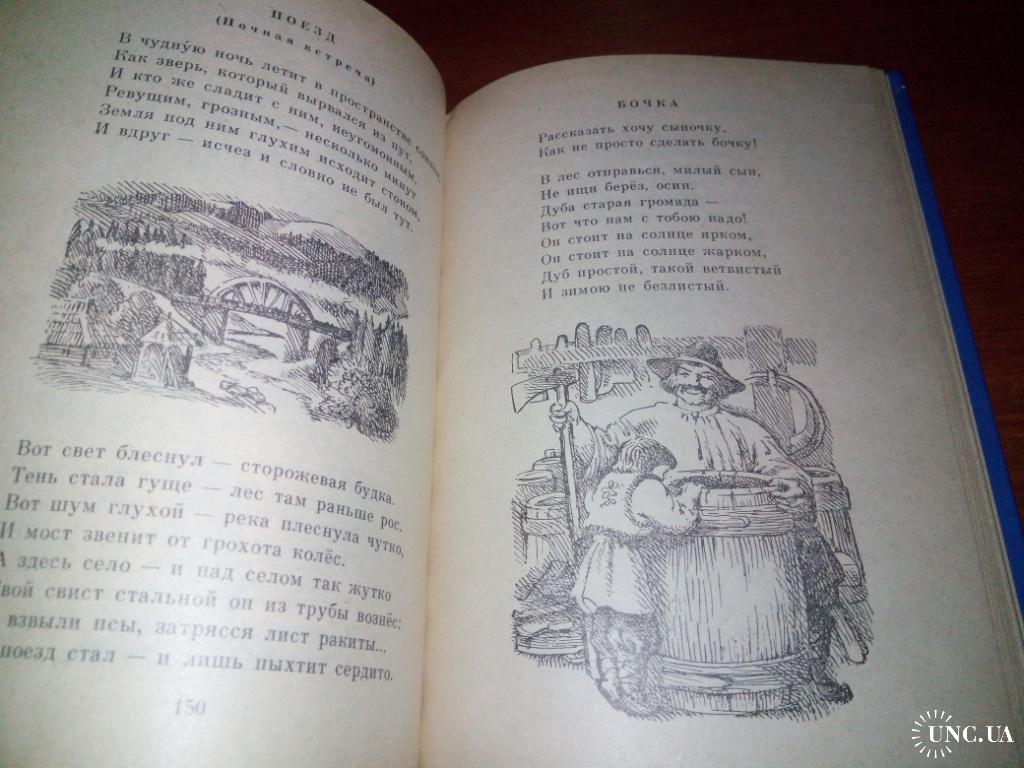 ПОЕЗД
(Ночная встреча)
В чудну́ю ночь летит в пространстве сонном
Как зверь, который вырвался из пут,
И кто же сладит с ним, неугомонным,
Ревущим, грозным,— несколько минут
Земля под ним глухим исходит стоном,
И вдруг — исчез и словно не был тут.
Вот свет блеснул — сторожевая будка.
Тень стала гуще — лес там раньше рос.
Вот шум глухой — река плеснула чутко,
И мост звенит от грохота колёс.
А здесь село — и над селом так жутко
Свой свист стальной он из трубы вознёс:
взвыли псы, затрясся лист ракиты...
поезд стал — и лишь пыхтит сердито.
150
БОЧКА
Рассказать хочу сыночку,
Как не просто сделать бочку!
В лес отправься, милый сын,
Не ищи берёз, осин.
Дуба старая громада —
Вот что нам с тобою надо!
Он стоит на солнце ярком,
Он стоит на солнце жарком,
Дуб простой, такой ветвистый
И зимою не безлистый.
UNC.UA